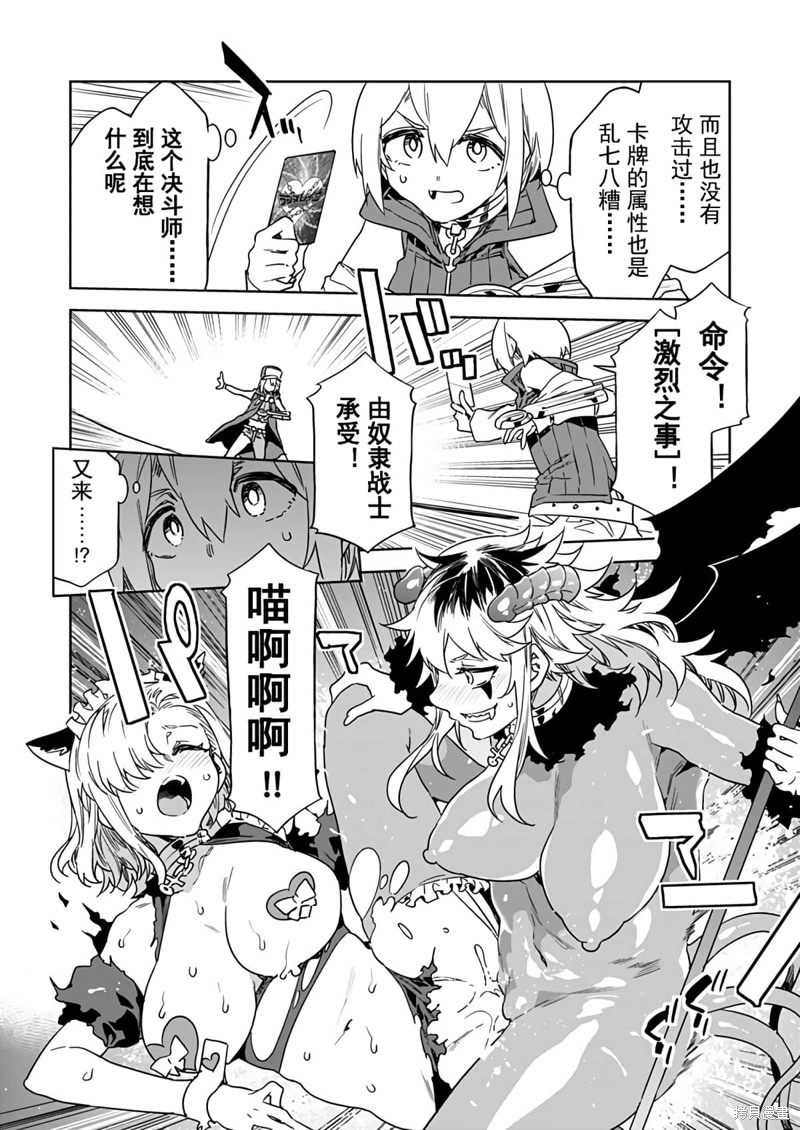 而且也没有
攻击过……
卡牌的属性也是
乱七八糟……
这个决斗师……
到底在想
什么呢
命令！
[激烈之事]！
由奴隶战士
承受！
又来……!?
喵啊啊啊!!
拷貝漫畫